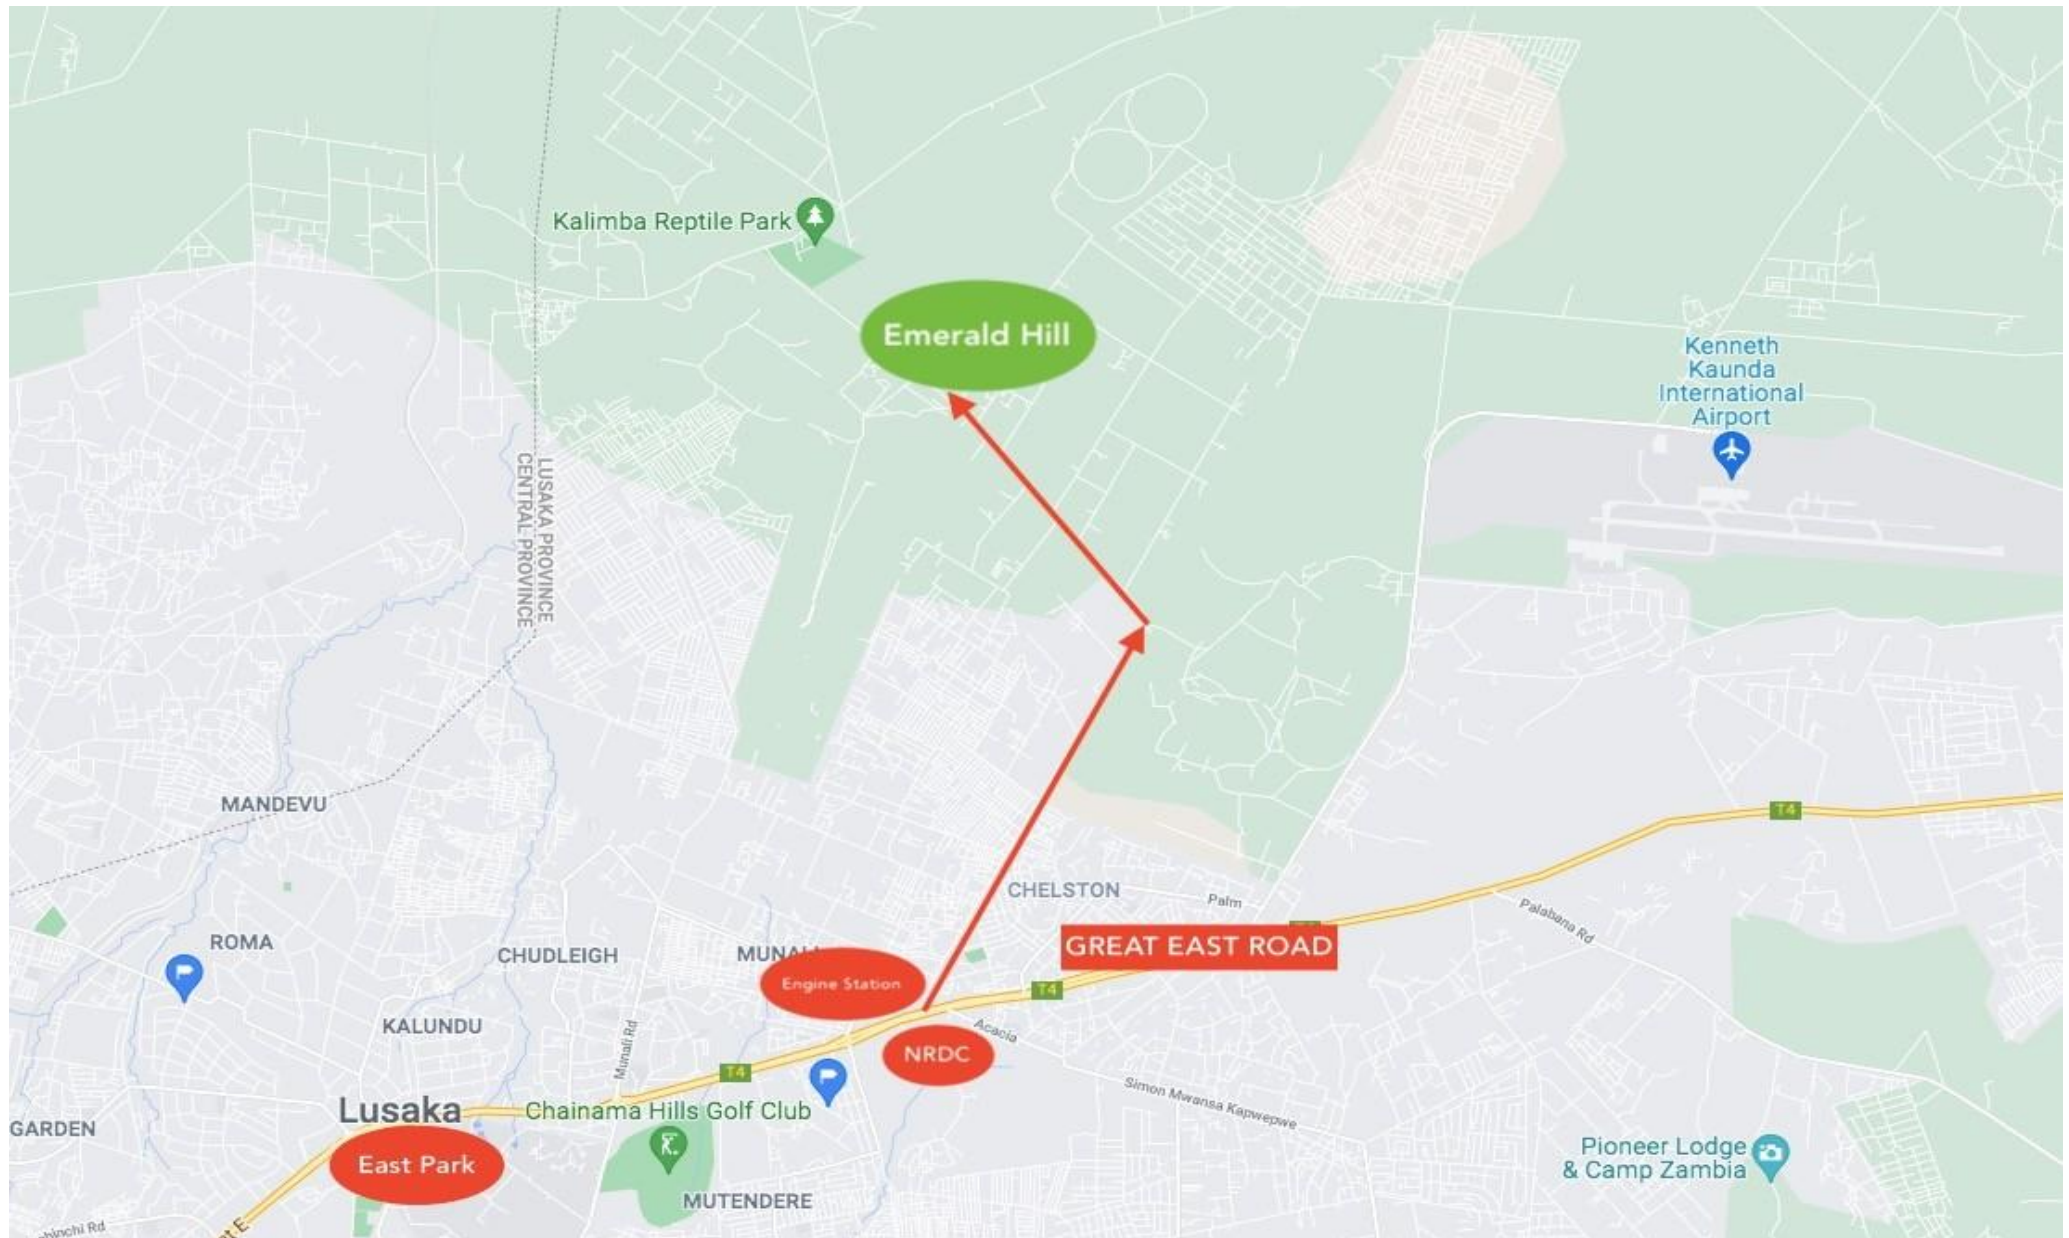 Kalimba Reptile Park
Emerald Hill
Kenneth
Kaunda
International
Airport
LUSAKA PROVINCE
CENTRAL PROVINCE
MANDEVU
T4
CHELSTON
Palm
Palabana Rd
ROMA
CHUDLEIGH
GREAT EAST ROAD
Engine Station
T4
KALUNDU
Acacia
NRDC
Munali Rd
T4
Simon Mwansa Kapwepwe
Lusaka
Chainama Hills Golf Club
GARDEN
East Park
Pioneer Lodge
& Camp Zambia
MUTENDERE